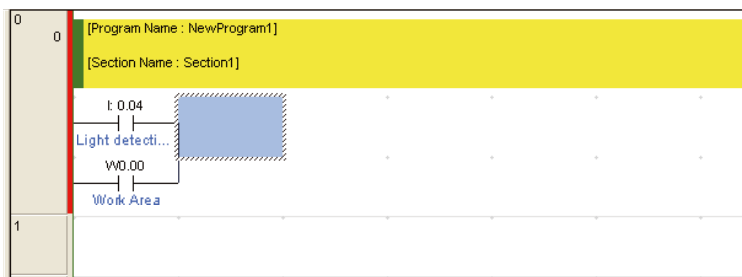 0
0
[Program Name : NewProgram1]
[Section Name : Section1]
I: 0.04
Light detecti...
W0.00
Work Area
1